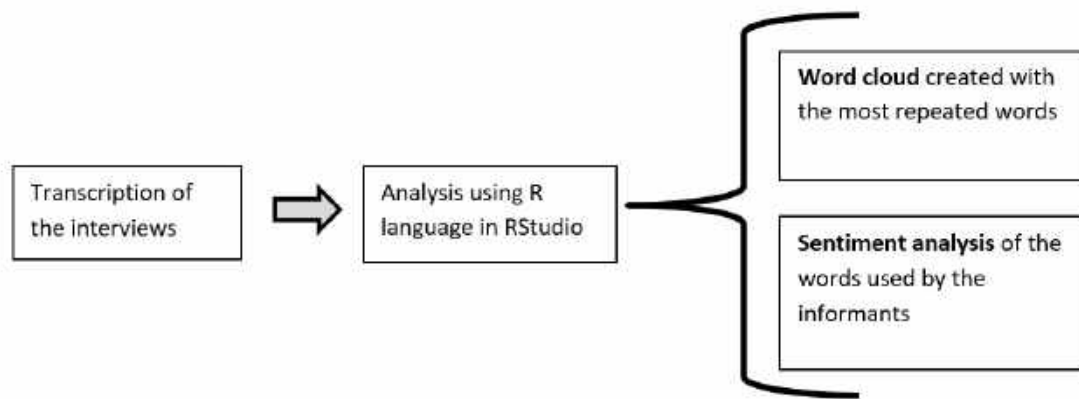 Transcription of
the interviews
Analysis using R
language in RStudio
Word cloud created with
the most repeated words
Sentiment analysis of the
words used by the
informants